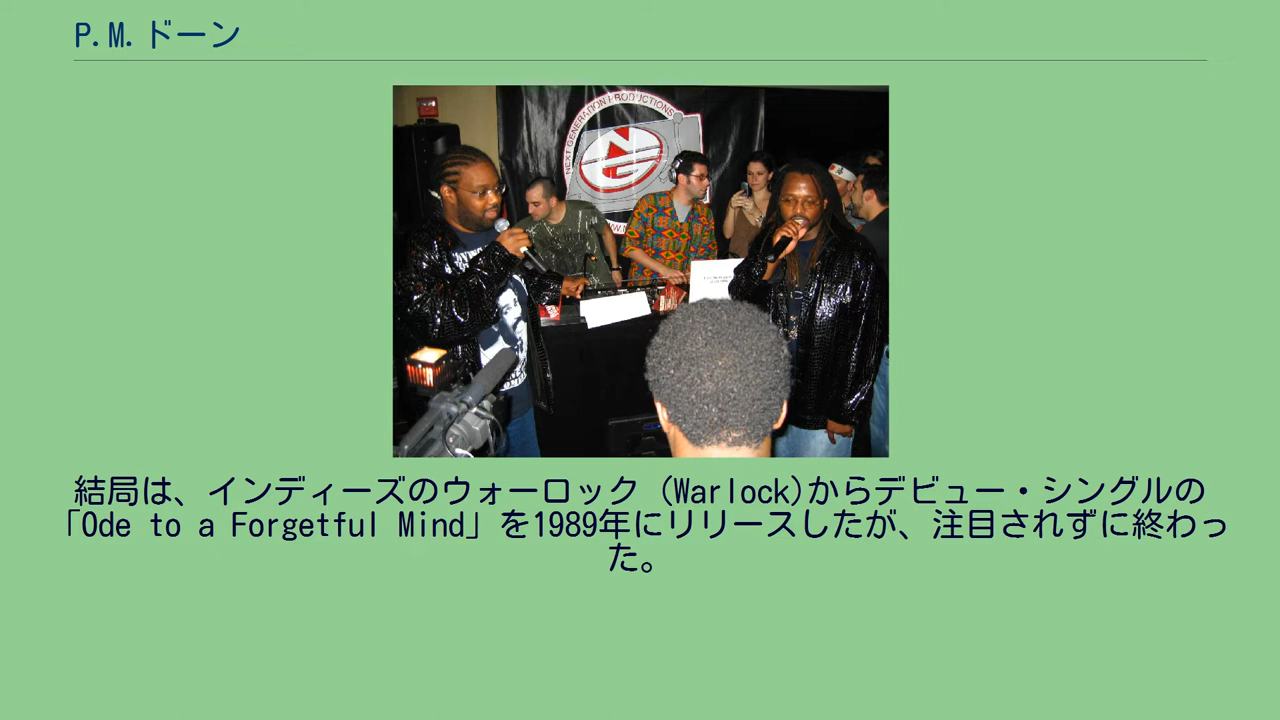 P.M.ドーン
NEXT GENERATION PRODUCTIONS
NG
結局は、インディーズのウォーロック (Warlock)からデビュー・シングルの
「Ode to a Forgetful Mind」を1989年にリリースしたが、注目されずに終わっ
た。